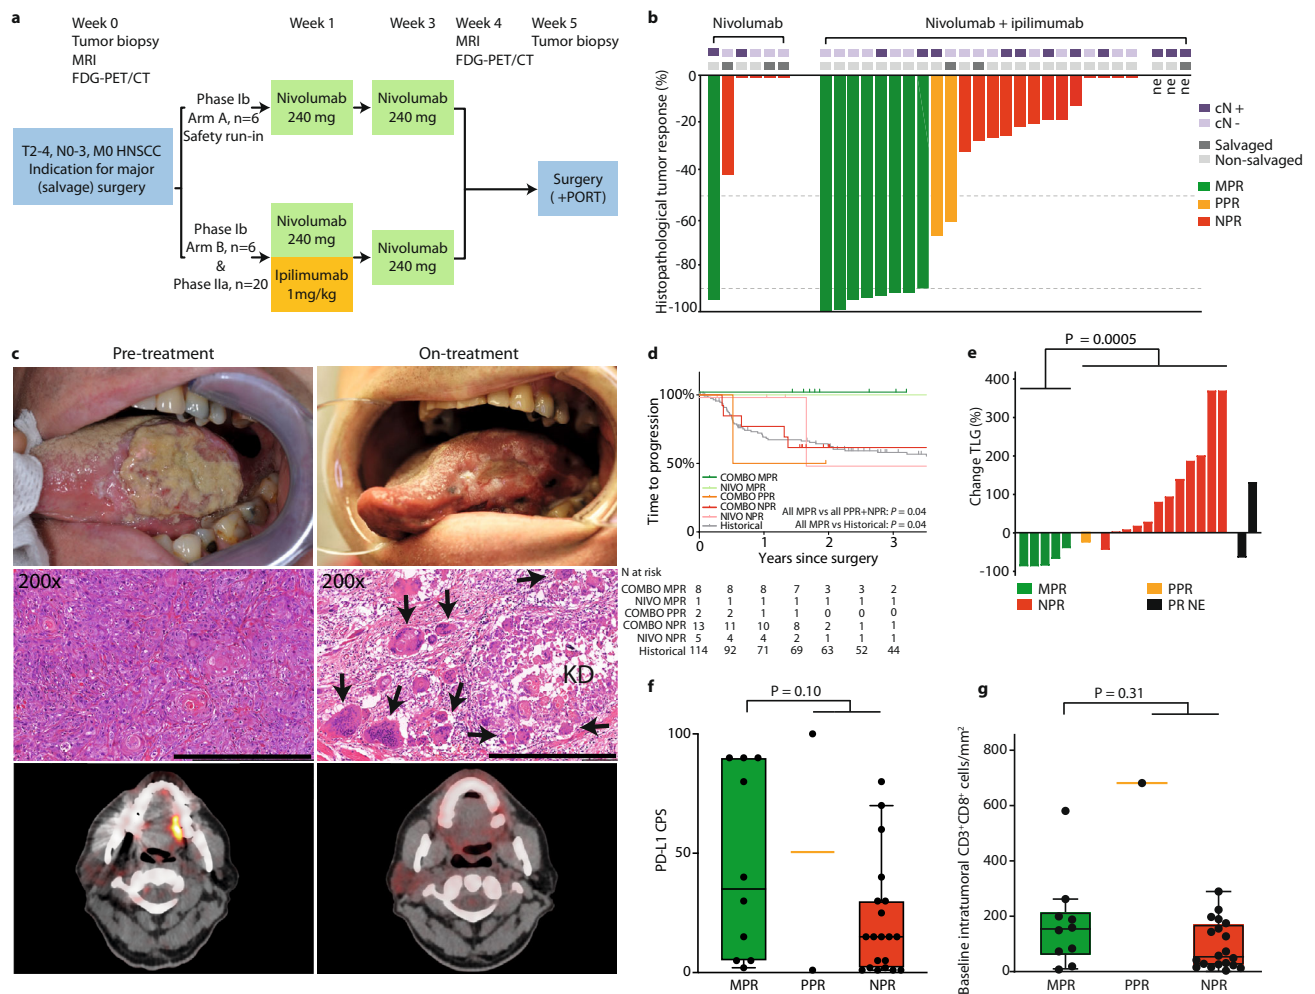 a
Week 0
Tumor biopsy
MRI
FDG-PET/CT
Week 1
Week 3
Week 4
MRI
FDG-PET/CT
Week 5
Tumor biopsy
T2-4, N0-3, M0 HNSCC
Indication for major
(salvage) surgery
Phase Ib
Arm A, n=6
Safety run-in
Nivolumab
240 mg
Nivolumab
240 mg
Phase Ib
Arm B, n=6
&
Phase IIa, n=20
Nivolumab
240 mg
Ipilimumab
1mg/kg
Nivolumab
240 mg
Surgery
( +PORT)
b
Nivolumab
Nivolumab + ipilimumab
Histopathological tumor response (%)
0
-20
-40
-60
-80
-100
ne
ne
ne
cN +
cN -
Salvaged
Non-salvaged
MPR
PPR
NPR
c
Pre-treatment
On-treatment
200x
200x
KD
d
Time to progression
100%
50%
0
COMBO MPR
NIVO MPR
COMBO PPR
COMBO NPR
NIVO NPR
Historical
All MPR vs all PPR+NPR: P = 0.04
All MPR vs Historical: P = 0.04
0 1 2 3
Years since surgery
N at risk
COMBO MPR 8 8 8 7 3 3 2
NIVO MPR 1 1 1 1 1 1 1
COMBO PPR 2 2 1 1 0 0 0
COMBO NPR 13 11 10 8 2 1 1
NIVO NPR 5 4 4 2 1 1 1
Historical 114 92 71 69 63 52 44
e
P = 0.0005
Change TLG (%)
400
300
200
100
0
-100
MPR
NPR
PPR
PR NE
f
P = 0.10
PD-L1 CPS
100
50
0
MPR PPR NPR
g
P = 0.31
Baseline intratumoral CD3⁺CD8⁺ cells/mm²
800
600
400
200
0
MPR PPR NPR